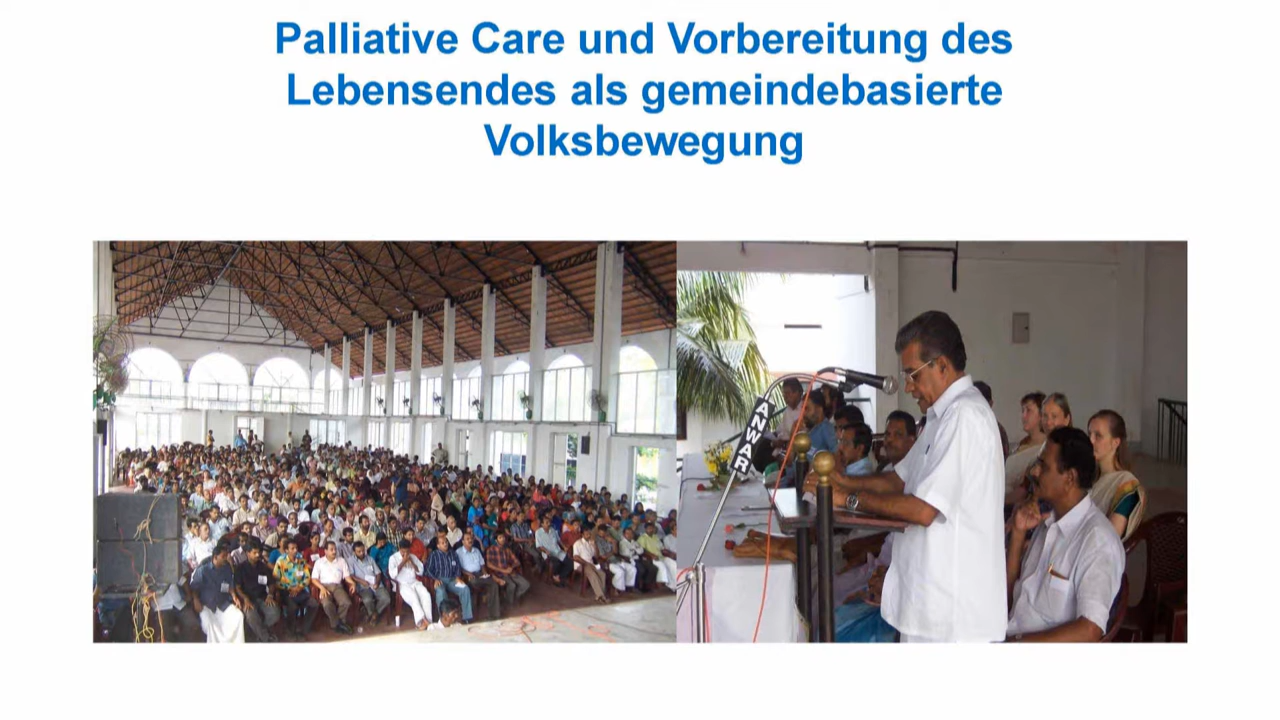 Palliative Care und Vorbereitung des
Lebensendes als gemeindebasierte
Volksbewegung
ANWAR